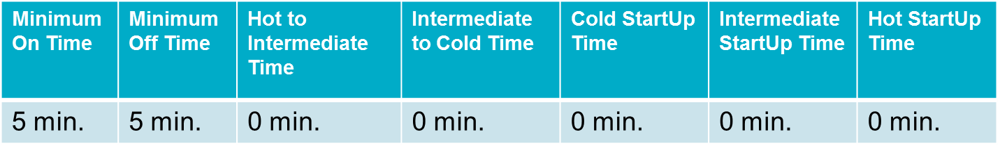 Minimum On Time
Minimum Off Time
Hot to Intermediate Time
Intermediate to Cold Time
Cold StartUp Time
Intermediate StartUp Time
Hot StartUp Time
5 min.
5 min.
0 min.
0 min.
0 min.
0 min.
0 min.